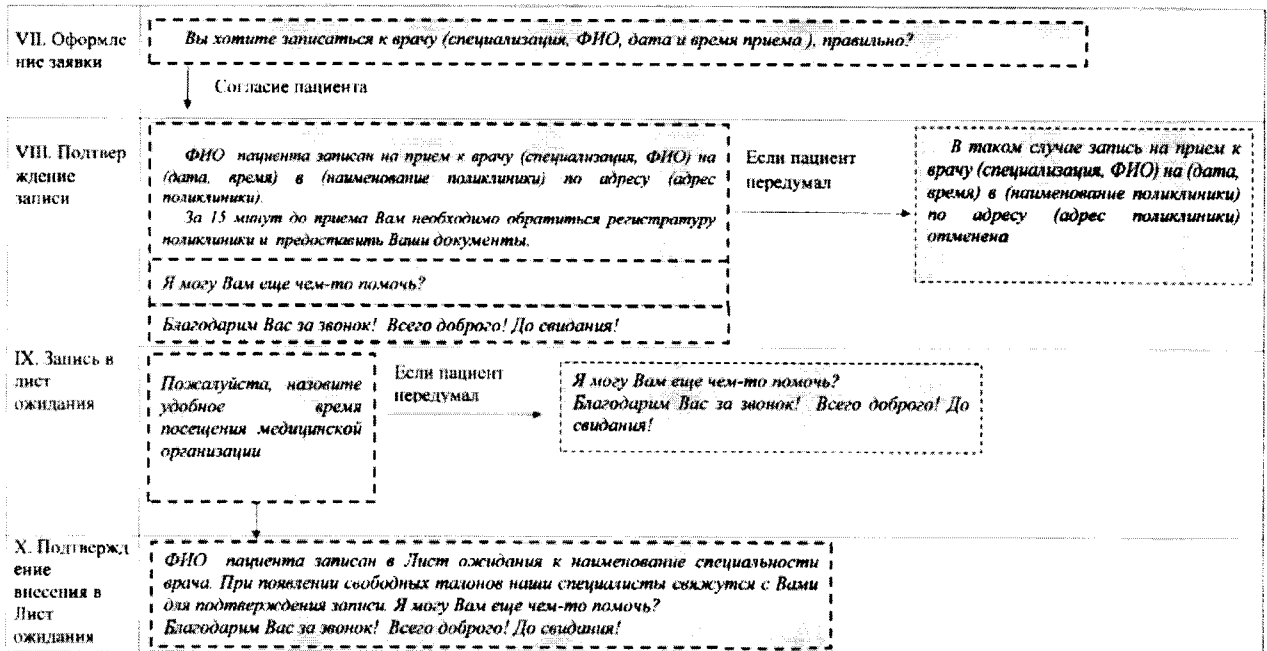 VII. Оформле
ние заявки
Вы хотите записаться к врачу (специализация, ФИО, дата и время приема ), правильно?
Согласие пациента
VIII. Подтвер
ждение
записи
ФИО пациента записан на прием к врачу (специализация, ФИО) на
(дата, время) в (наименование поликлиники) по адресу (адрес
поликлиники).
За 15 минут до приема Вам необходимо обратиться регистратуру
поликлиники и предоставить Ваши документы.
Я могу Вам еще чем-то помочь?
Благодарим Вас за звонок! Всего доброго! До свидания!
Если пациент
передумал
В таком случае запись на прием к
врачу (специализация, ФИО) на (дата,
время) в (наименование поликлиники)
по адресу (адрес поликлиники)
отменена
IX. Запись в
лист
ожидания
Пожалуйста, назовите
удобное время
посещения медицинской
организации
Если пациент
передумал
Я могу Вам еще чем-то помочь?
Благодарим Вас за звонок! Всего доброго! До
свидания!
X. Подтвержд
ение
внесения в
Лист
ожидания
ФИО пациента записан в Лист ожидания к наименование специальности
врача. При появлении свободных талонов наши специалисты свяжутся с Вами
для подтверждения записи. Я могу Вам еще чем-то помочь?
Благодарим Вас за звонок! Всего доброго! До свидания!